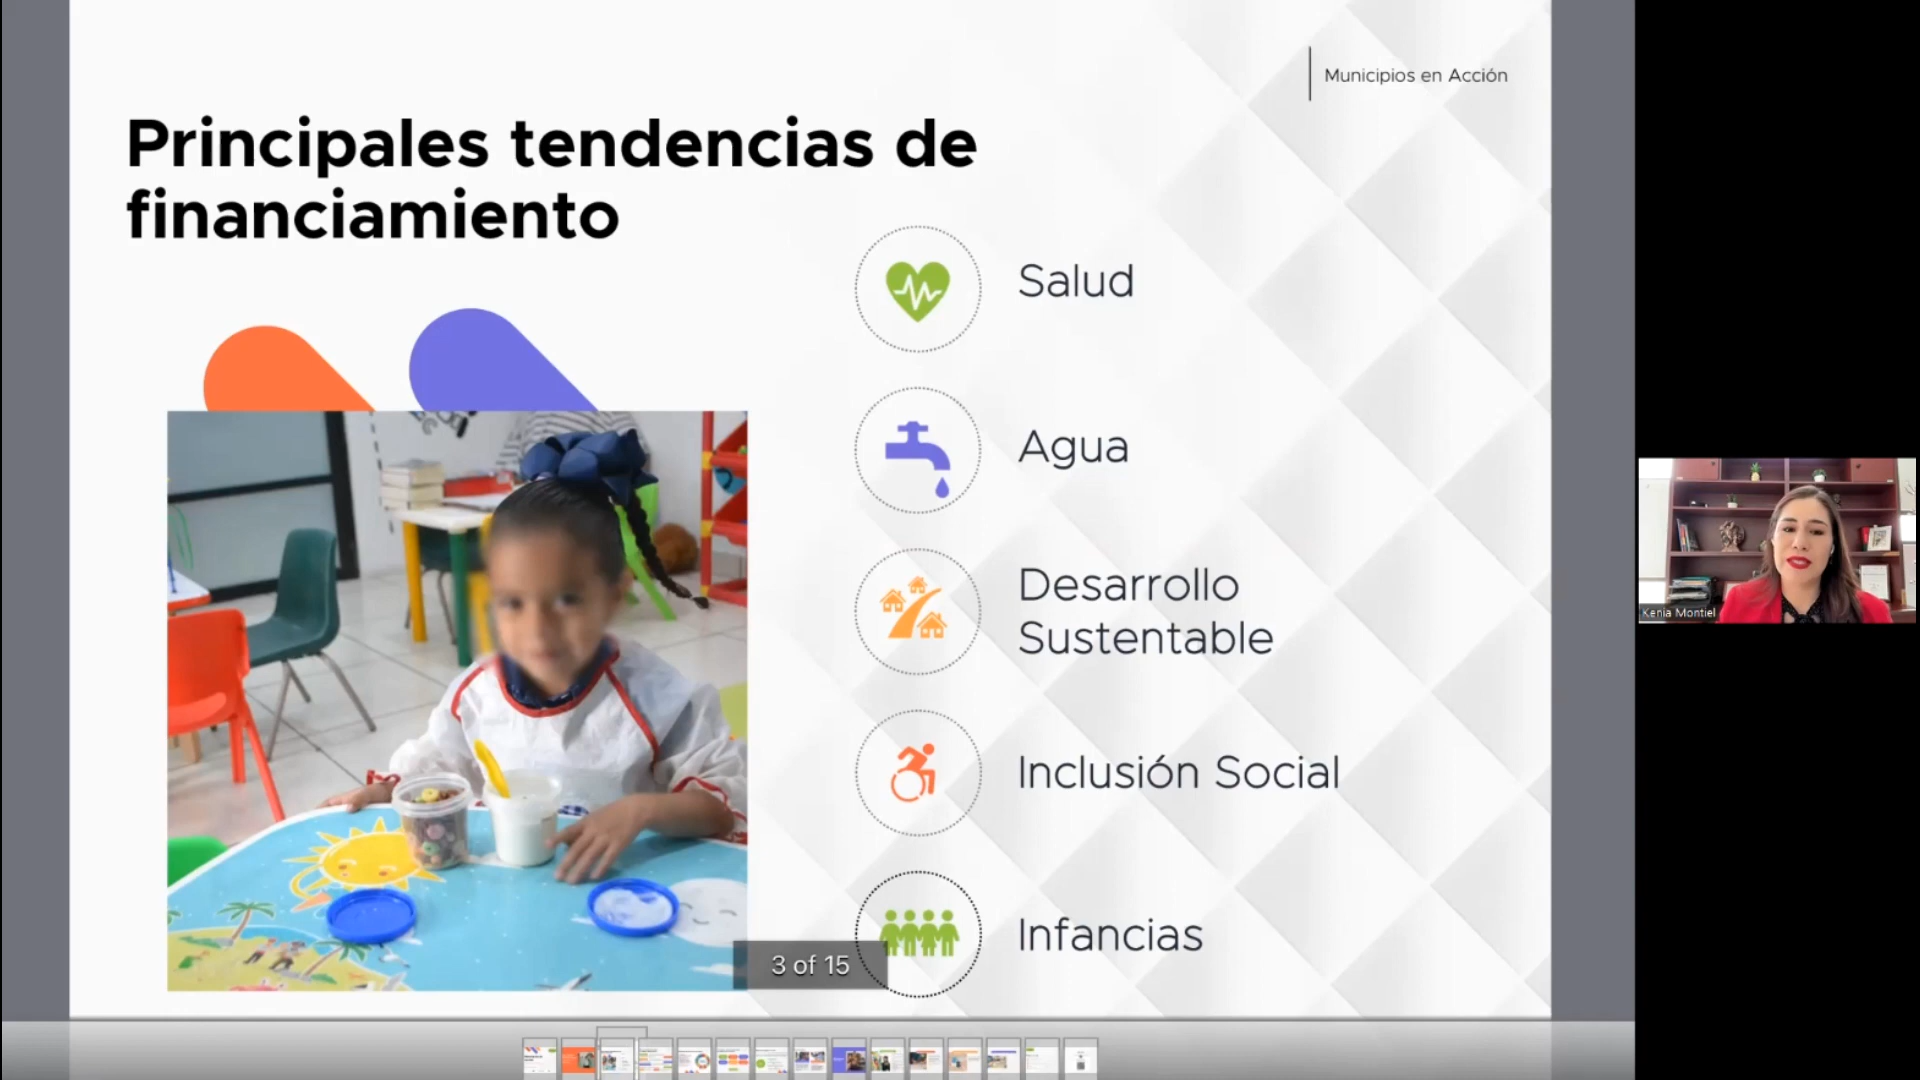 Municipios en Acción
Principales tendencias de
financiamiento
Salud
Agua
Desarrollo
Sustentable
Inclusión Social
Infancias
3 of 15
Kenia Montiel